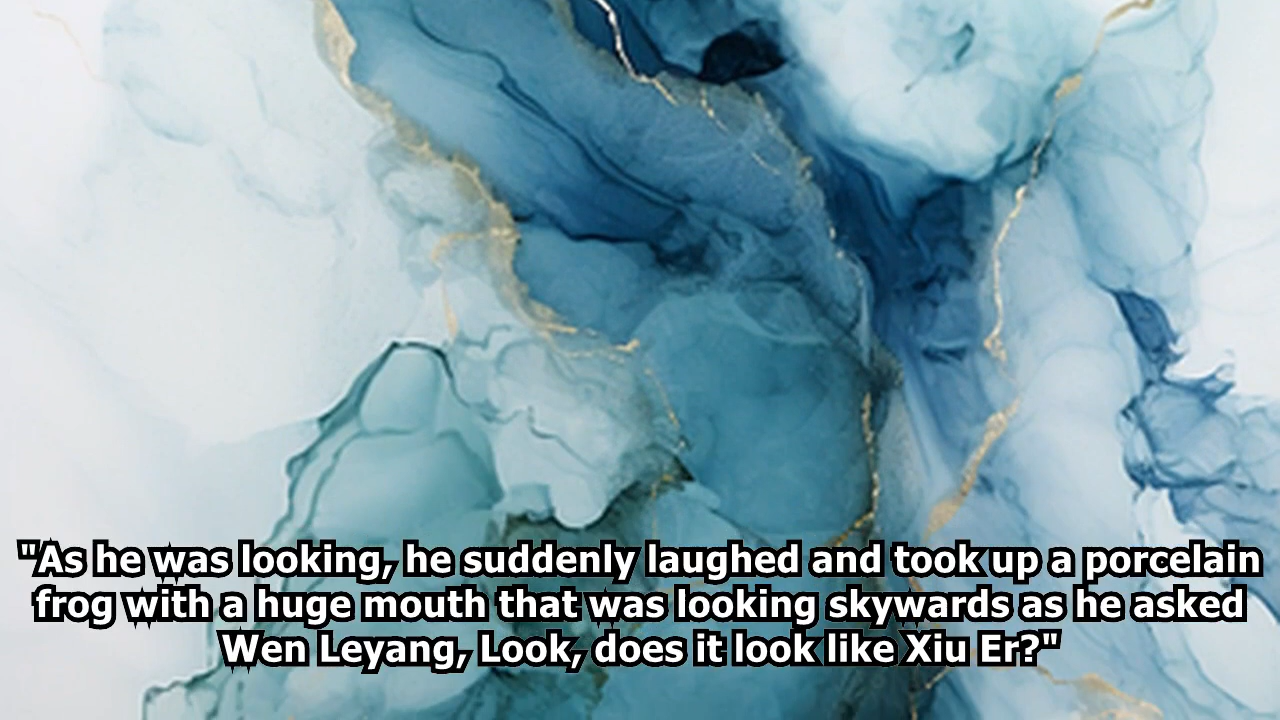 "As he was looking, he suddenly laughed and took up a porcelain
frog with a huge mouth that was looking skywards as he asked
Wen Leyang, Look, does it look like Xiu Er?"